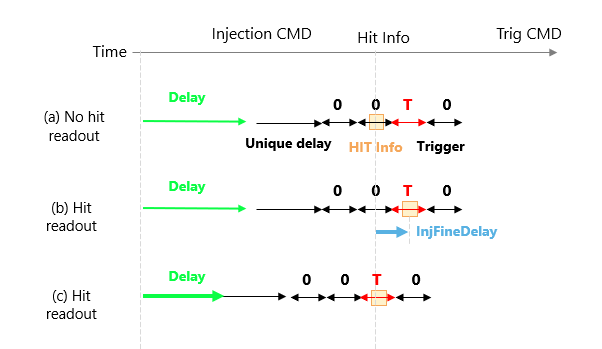 Injection CMD Hit Info Trig CMD
Time
Delay 0 0 T 0
(a) No hit
readout
Unique delay HIT Info Trigger
Delay 0 0 T 0
(b) Hit
readout
InjFineDelay
Delay 0 0 T 0
(c) Hit
readout